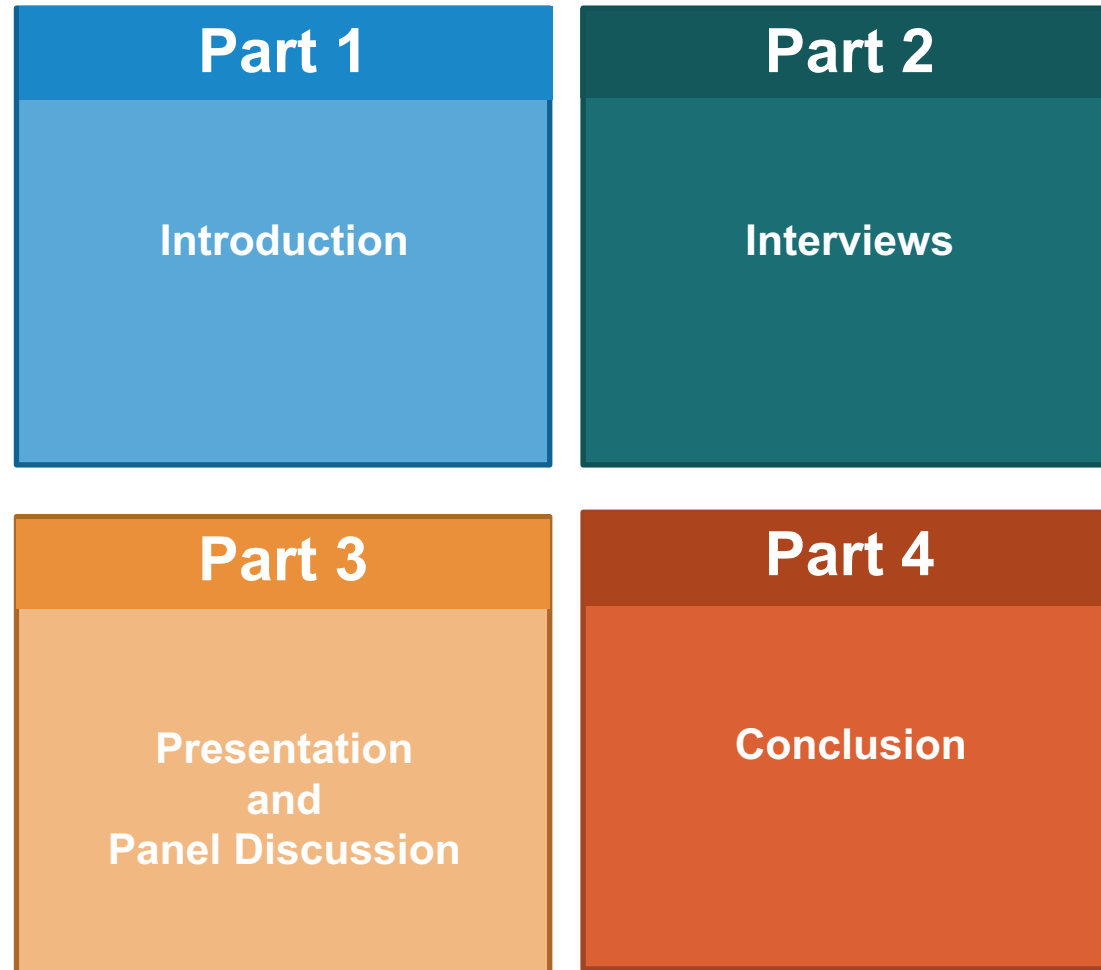 Part 1
Introduction
Part 2
Interviews
Part 3
Presentation
and
Panel Discussion
Part 4
Conclusion